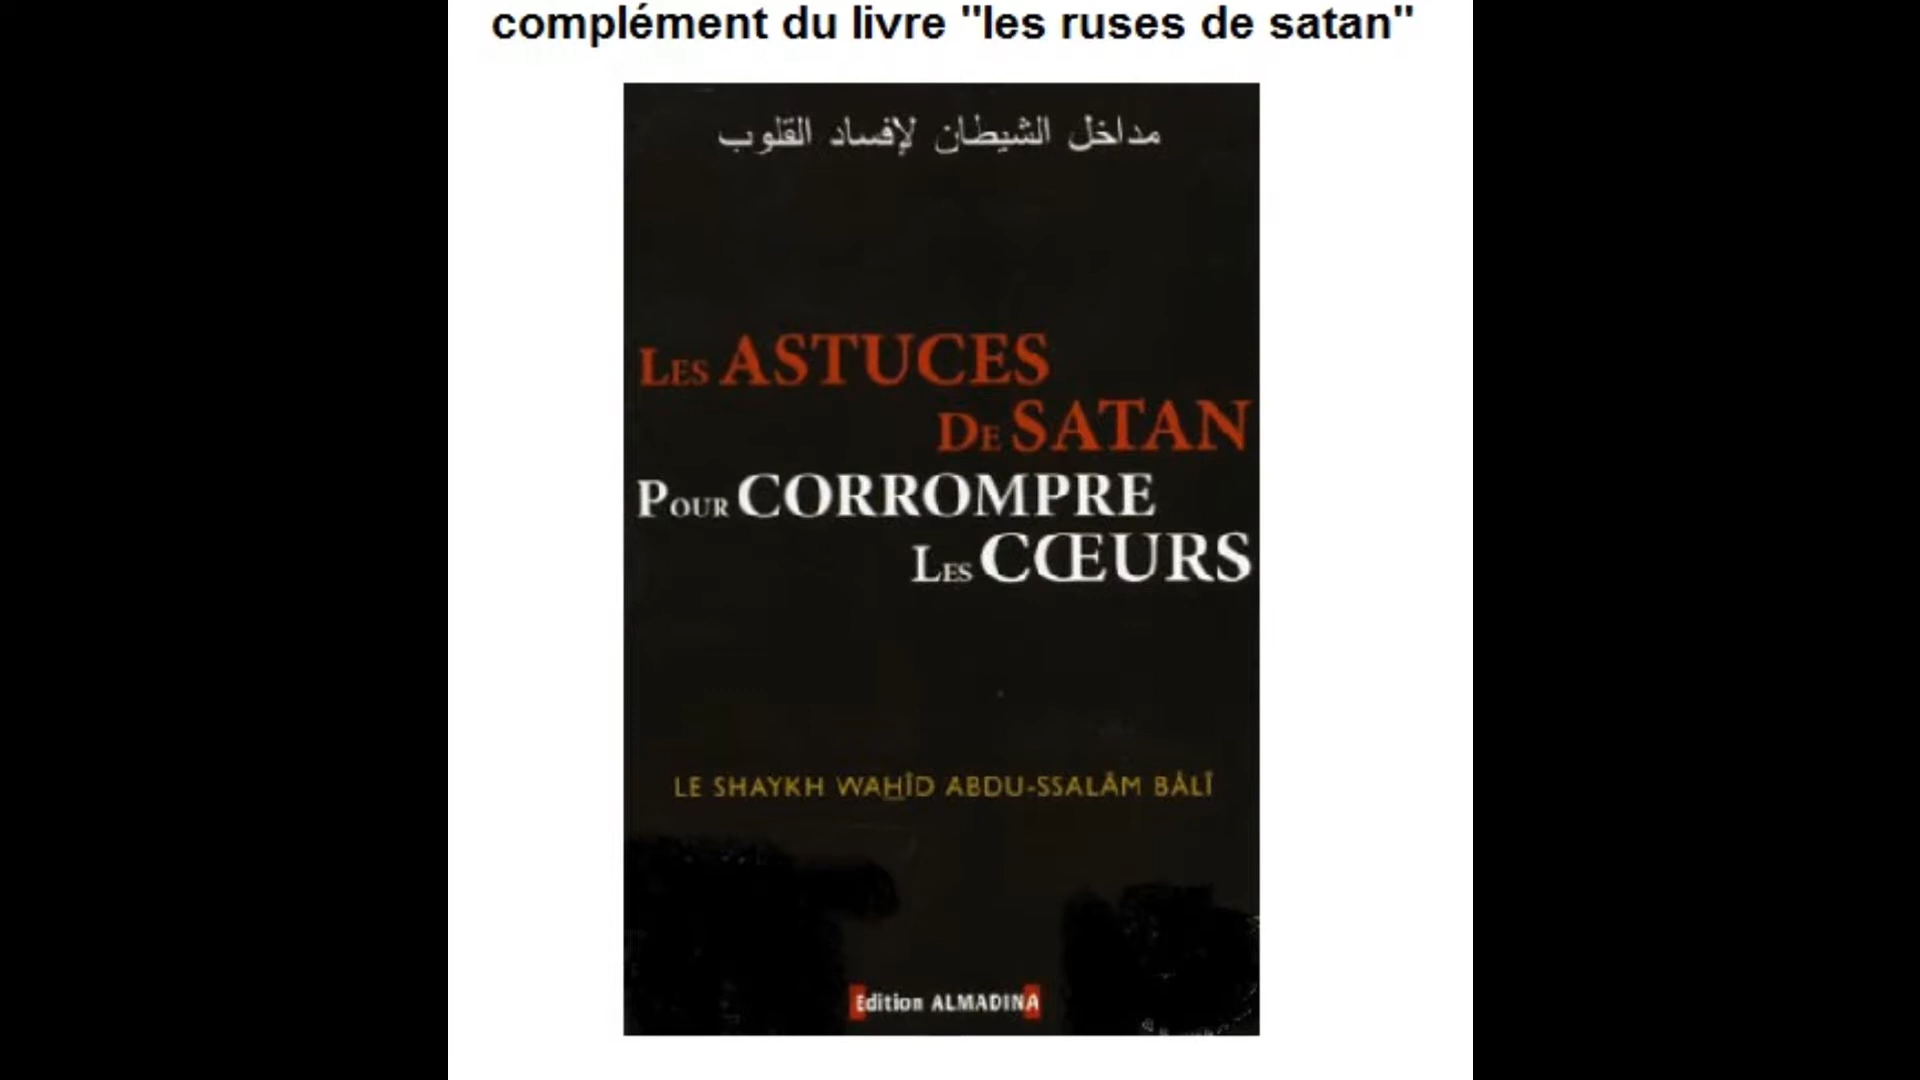 complément du livre "les ruses de satan"
مداخل الشيطان لإفساد القلوب
LES ASTUCES
DE SATAN
POUR CORROMPRE
LES CŒURS
LE SHAYKH WAHÎD ABDU-SSALÂM BÂLÎ
Edition ALMADINA